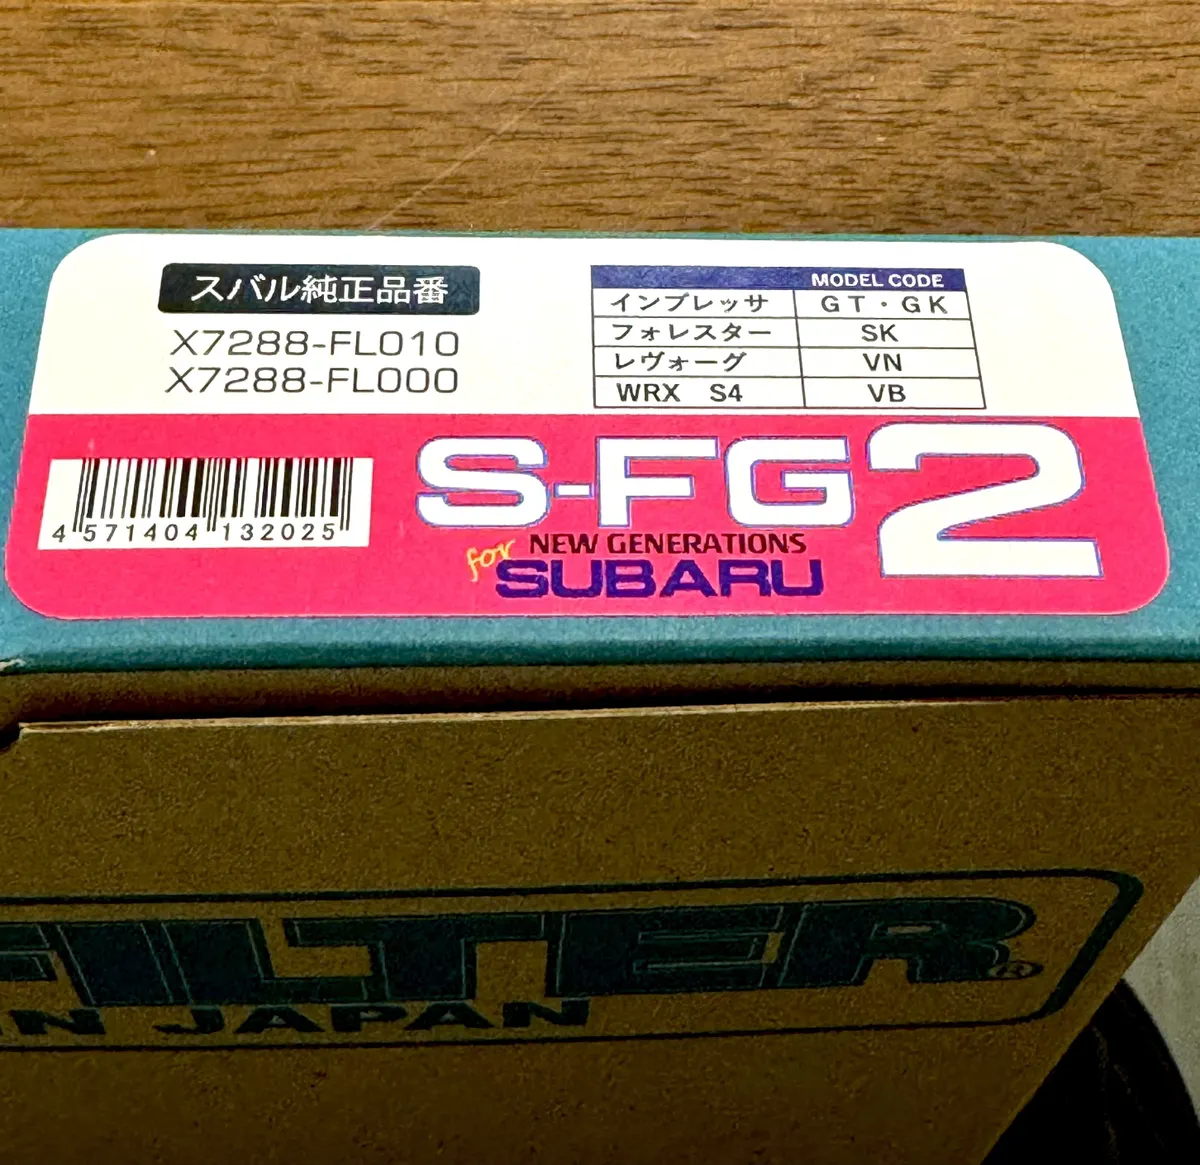 スバル純正品番
X7288-FL010
X7288-FL000
MODEL CODE
インプレッサ GT・GK
フォレスター SK
レヴォーグ VN
WRX S4 VB
4 571404 132025
S-FG2
for NEW GENERATIONS
SUBARU
FILTER®
IN JAPAN